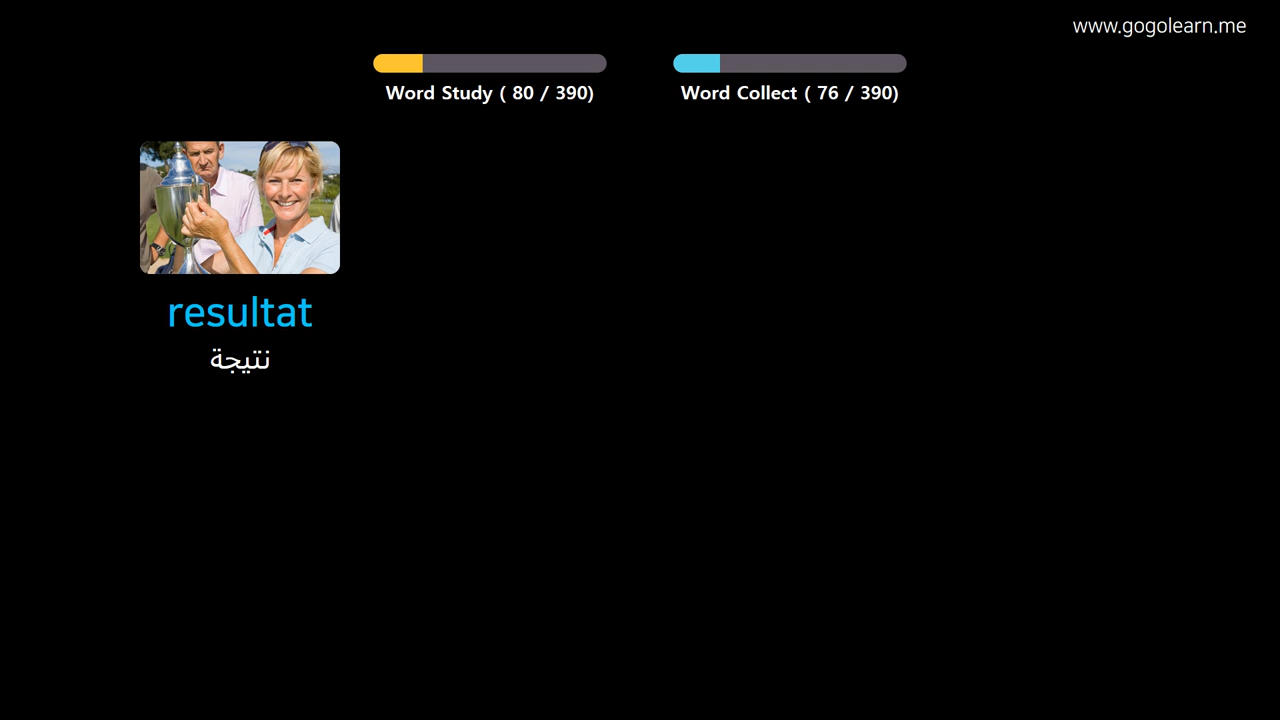 www.gogolearn.me
Word Study ( 80 / 390)
Word Collect ( 76 / 390)
resultat
نتيجة